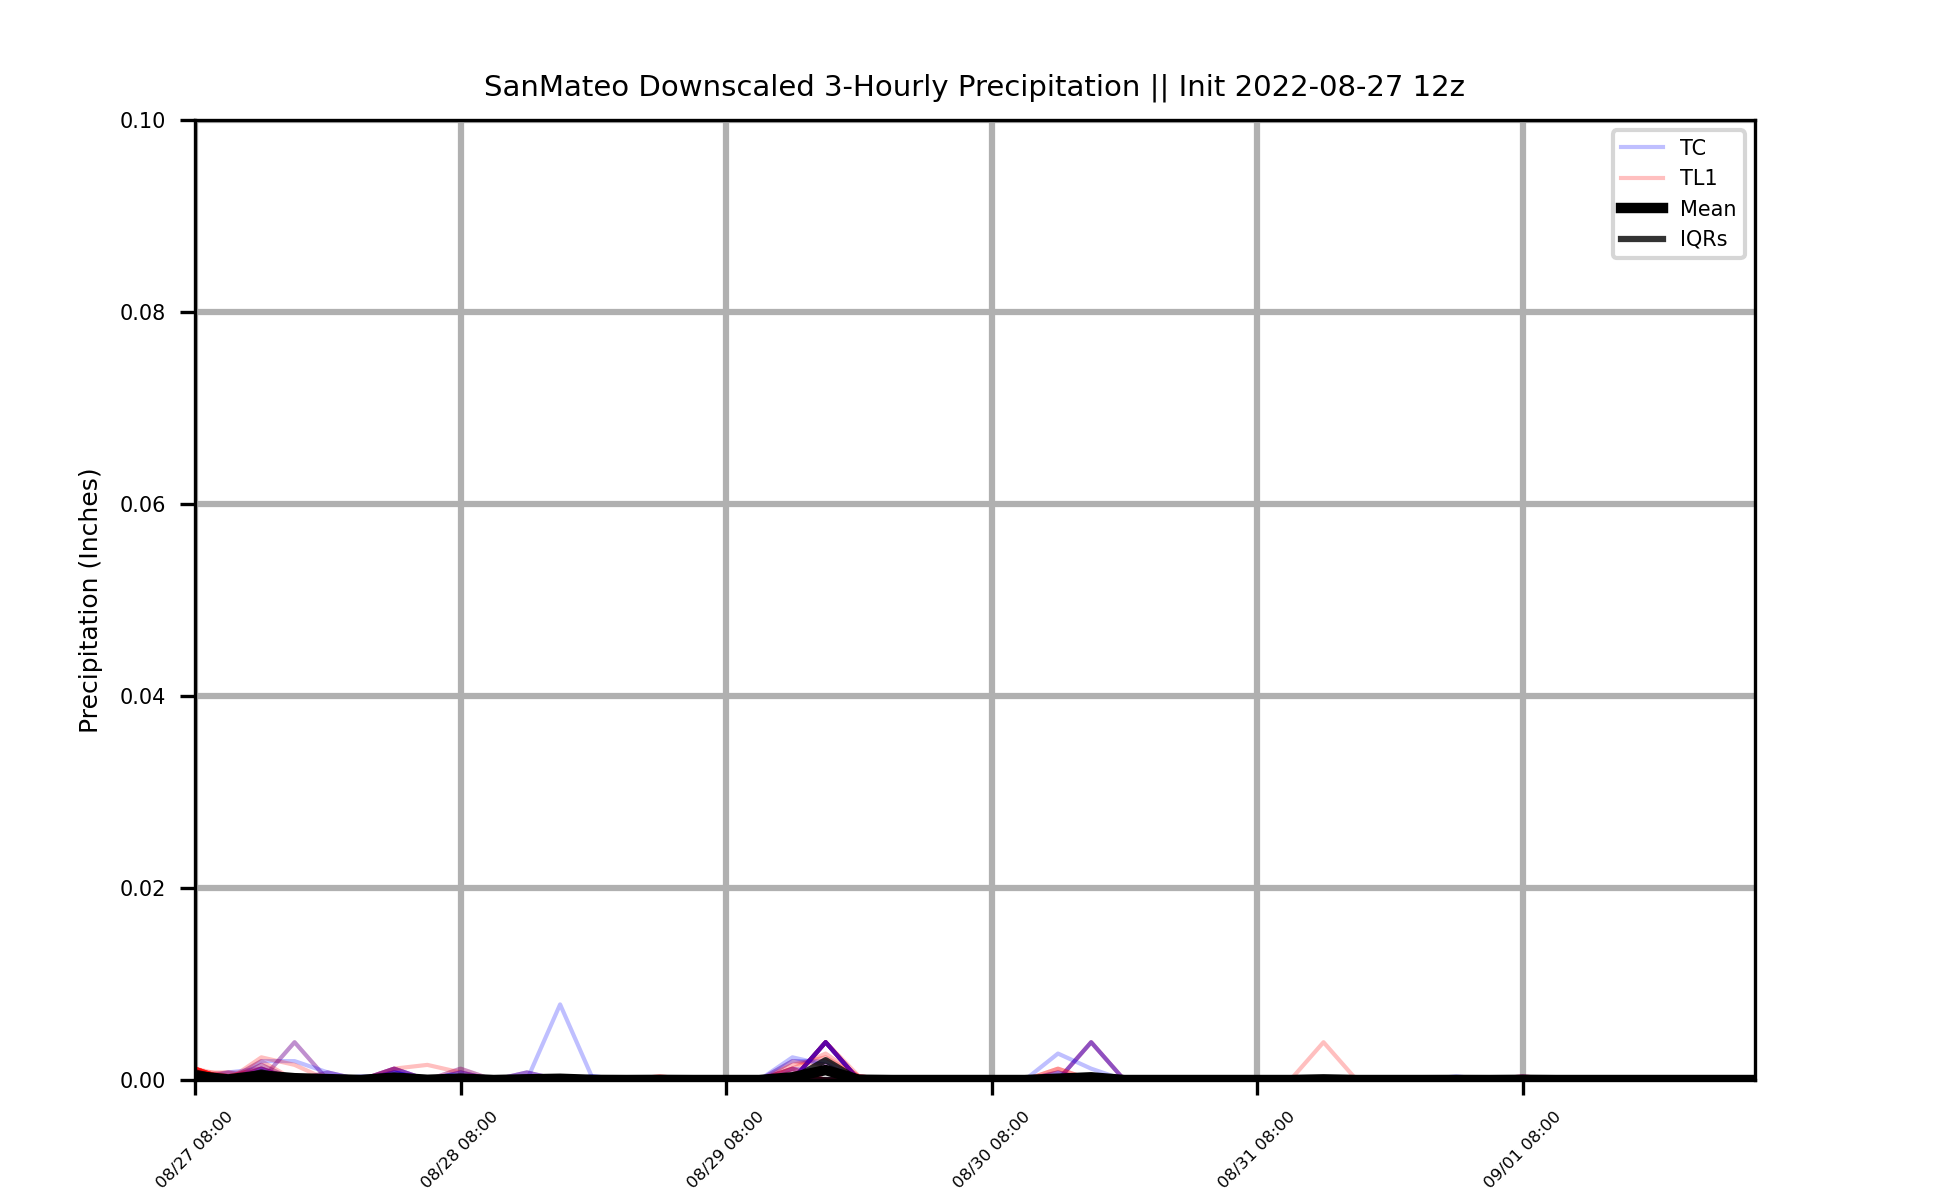 SanMateo Downscaled 3-Hourly Precipitation || Init 2022-08-27 12z
TC
TL1
Mean
IQRs
Precipitation (Inches)
0.10
0.08
0.06
0.04
0.02
0.00
08/27 08:00
08/28 08:00
08/29 08:00
08/30 08:00
08/31 08:00
09/01 08:00